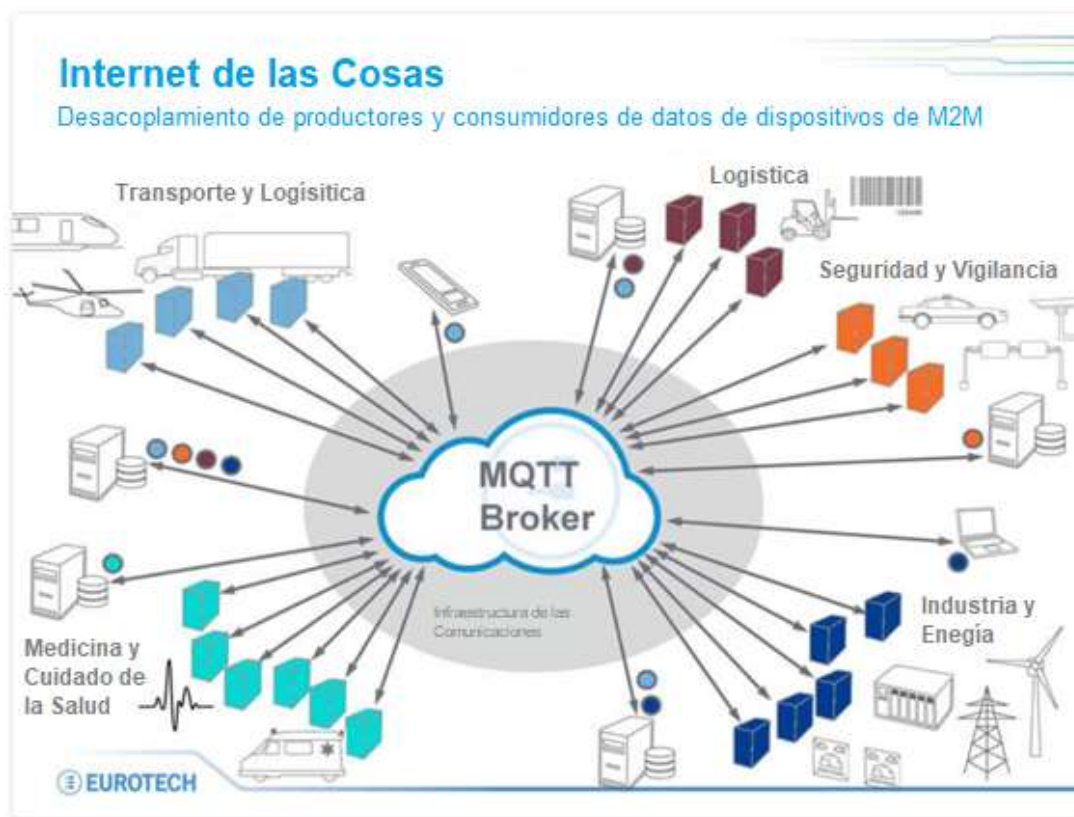 Internet de las Cosas
Desacoplamiento de productores y consumidores de datos de dispositivos de M2M
Transporte y Logísitica
Logistica
Seguridad y Vigilancia
MQTT
Broker
Infraestructura de las
Comunicaciones
Industria y
Enegía
Medicina y
Cuidado de
la Salud
EUROTECH